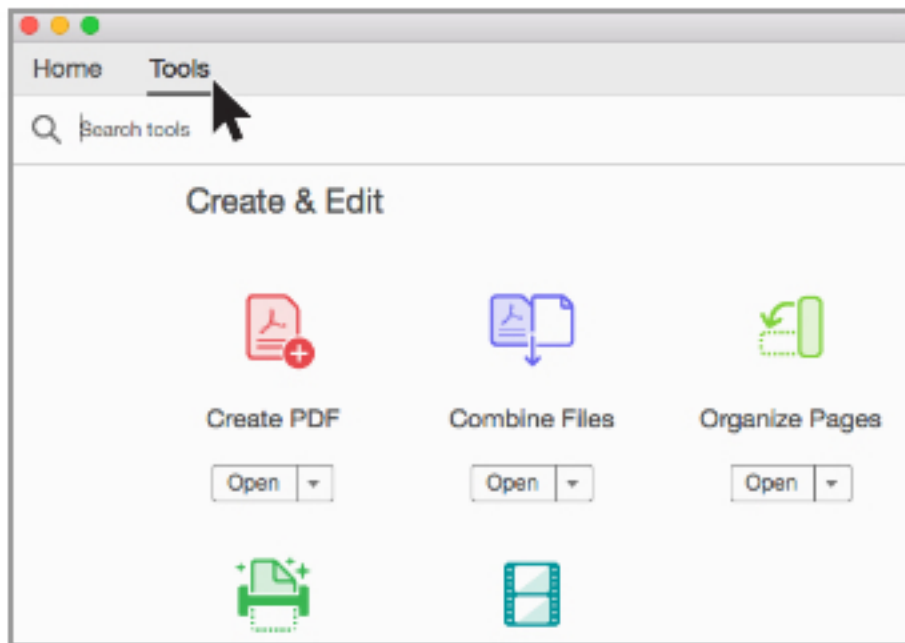 Home Tools
Search tools
Create & Edit
Create PDF Combine Files Organize Pages
Open Open Open